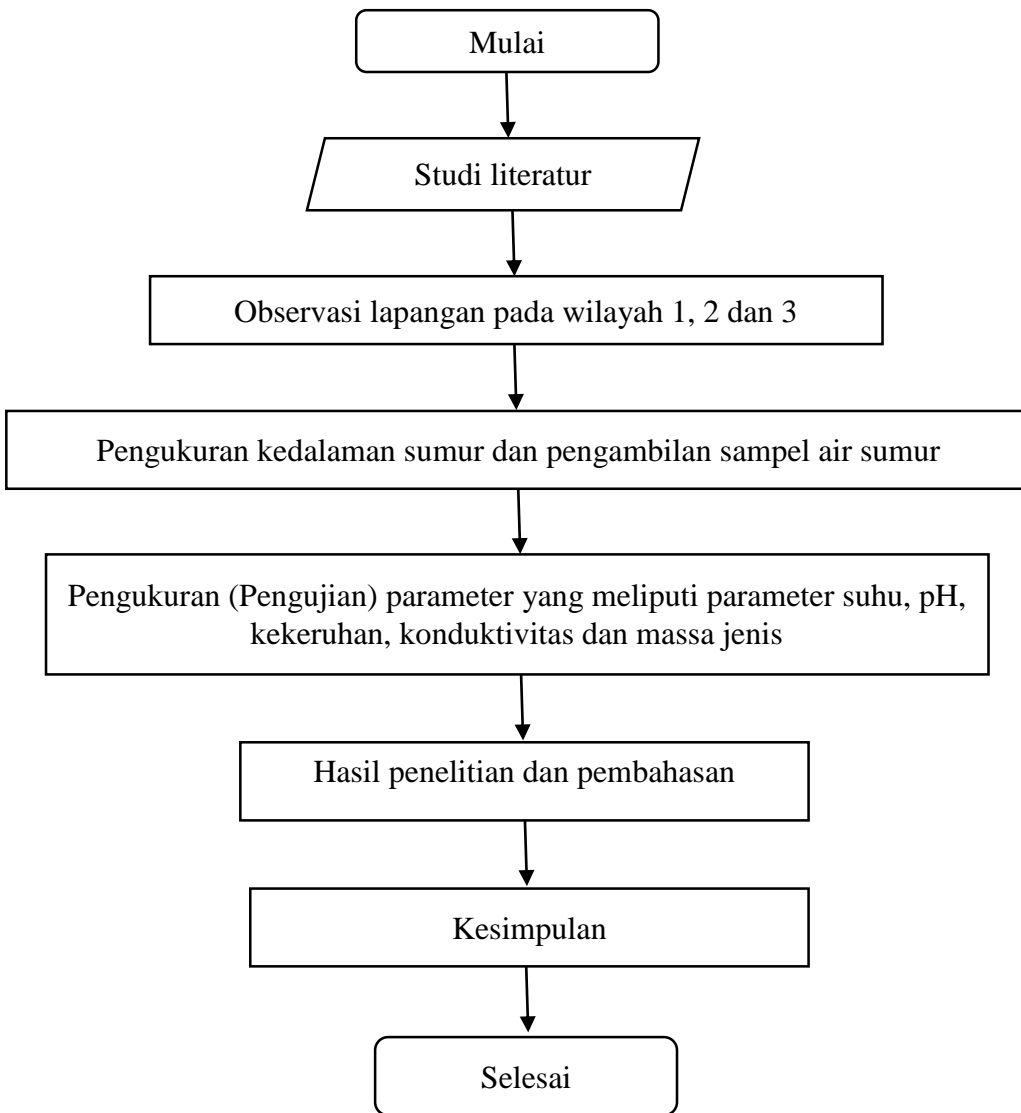 Mulai
Studi literatur
Observasi lapangan pada wilayah 1, 2 dan 3
Pengukuran kedalaman sumur dan pengambilan sampel air sumur
Pengukuran (Pengujian) parameter yang meliputi parameter suhu, pH,
kekeruhan, konduktivitas dan massa jenis
Hasil penelitian dan pembahasan
Kesimpulan
Selesai